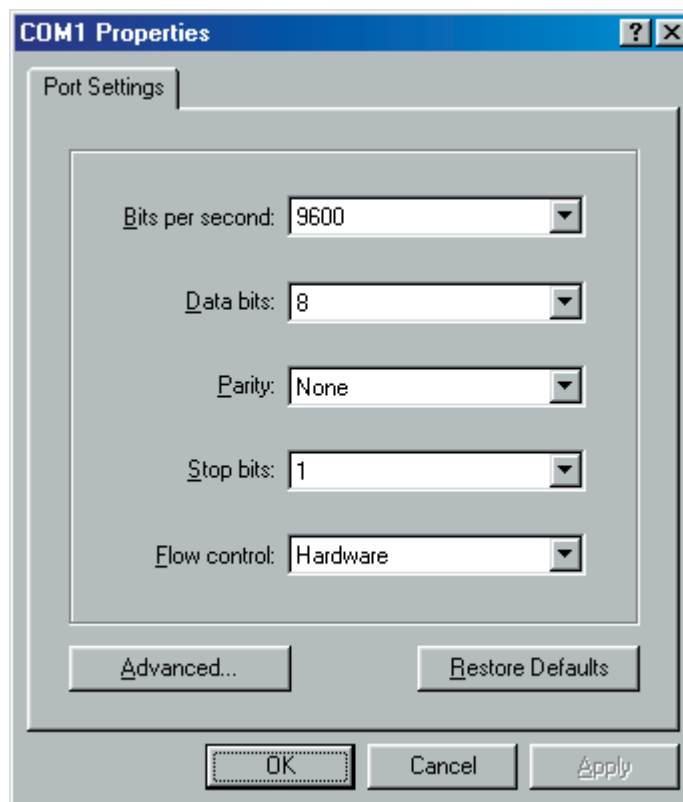 COM1 Properties
Port Settings
Bits per second: 9600
Data bits: 8
Parity: None
Stop bits: 1
Flow control: Hardware
Advanced... Restore Defaults
OK Cancel Apply